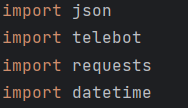 import json
import telebot
import requests
import datetime